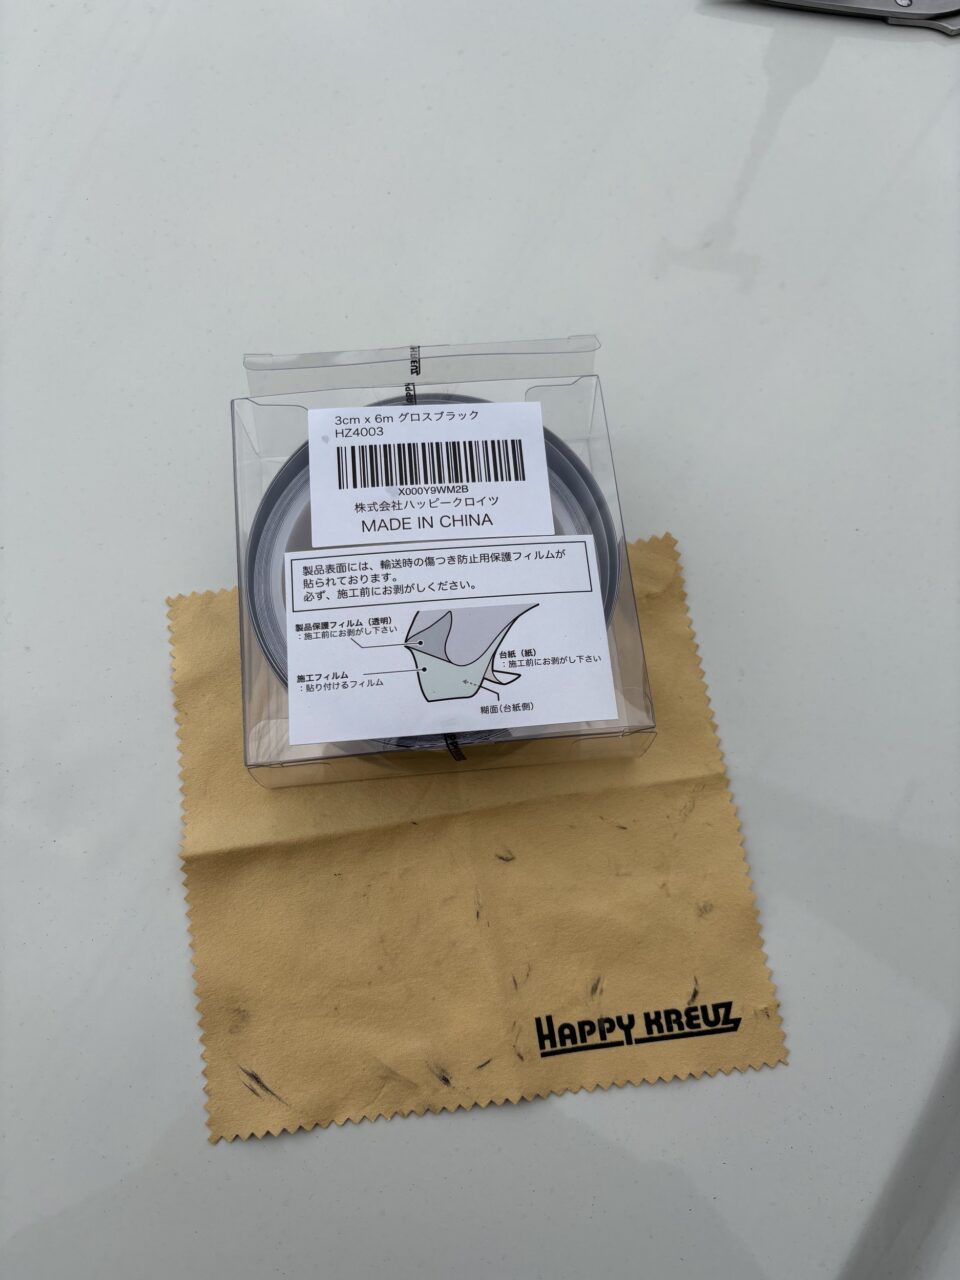 3cm x 6m グロスブラック
HZ4003
X000Y9WM2B
株式会社ハッピークロイツ
MADE IN CHINA
製品表面には、輸送時の傷つき防止用保護フィルムが
貼られております。
必ず、施工前にお剥がしください。
製品保護フィルム（透明）
：施工前にお剥がし下さい
台紙（紙）
：施工前にお剥がし下さい
施工フィルム
：貼り付けるフィルム
糊面（台紙側）
HAPPY KREUZ